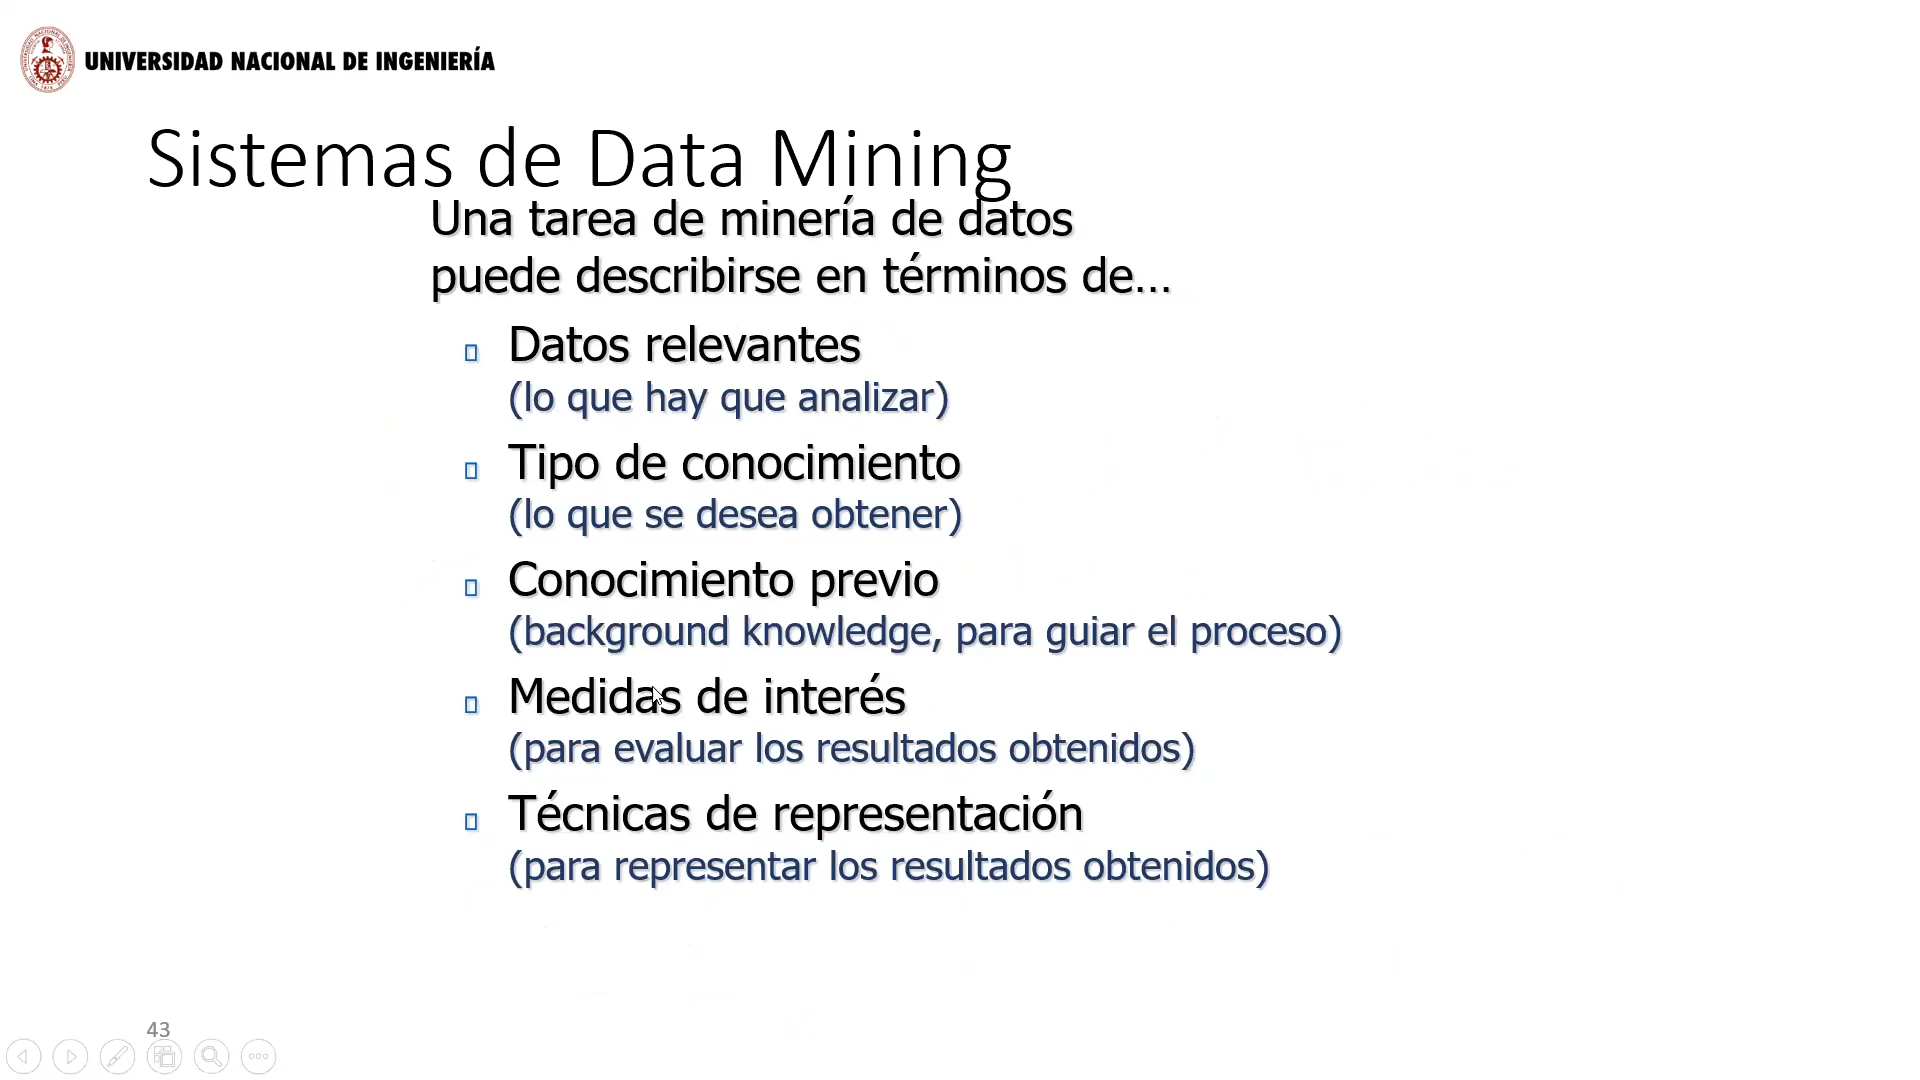 UNIVERSIDAD NACIONAL DE INGENIERÍA
Sistemas de Data Mining
Una tarea de minería de datos
puede describirse en términos de…
Datos relevantes
(lo que hay que analizar)
Tipo de conocimiento
(lo que se desea obtener)
Conocimiento previo
(background knowledge, para guiar el proceso)
Medidas de interés
(para evaluar los resultados obtenidos)
Técnicas de representación
(para representar los resultados obtenidos)
43